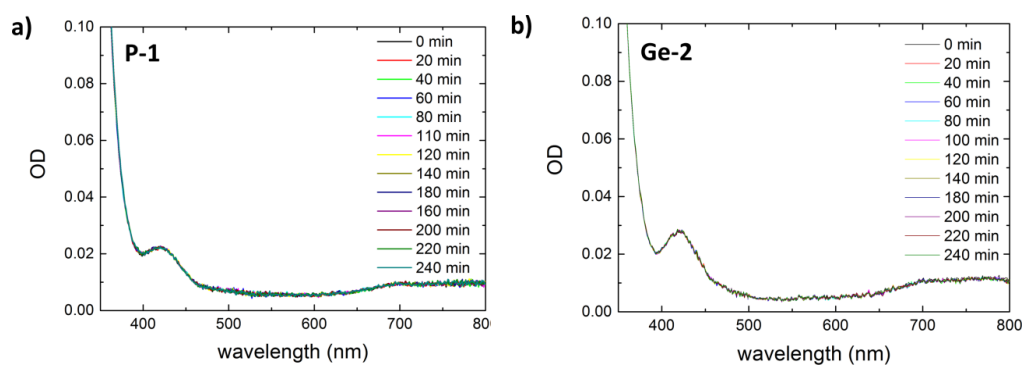 a)
P-1
0.10
0.08
0.06
0.04
0.02
0.00
OD
400
500
600
700
80
wavelength (nm)
0 min
20 min
40 min
60 min
80 min
110 min
120 min
140 min
180 min
160 min
200 min
220 min
240 min
b)
Ge-2
0.10
0.08
0.06
0.04
0.02
0.00
OD
400
500
600
700
800
wavelength (nm)
0 min
20 min
40 min
60 min
80 min
100 min
120 min
140 min
180 min
200 min
220 min
240 min